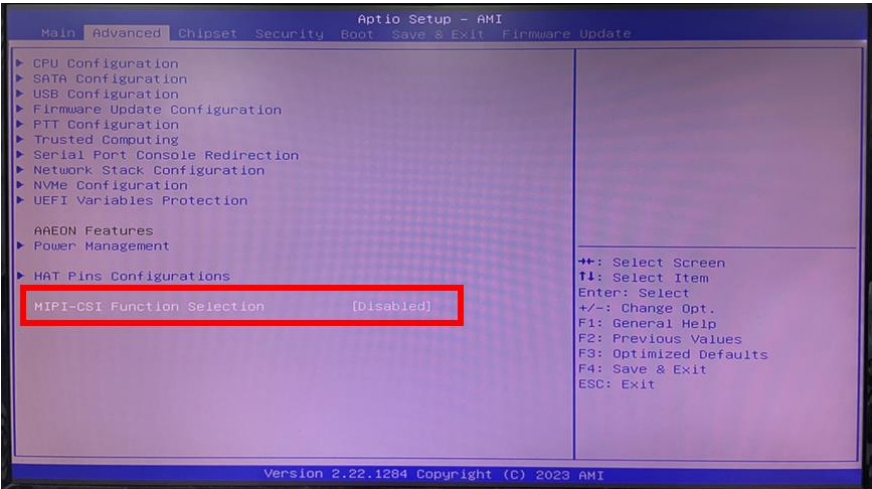 Aptio Setup – AMI
Main Advanced Chipset Security Boot Save & Exit Firmware Update
▶ CPU Configuration
▶ SATA Configuration
▶ USB Configuration
▶ Firmware Update Configuration
▶ PTT Configuration
▶ Trusted Computing
▶ Serial Port Console Redirection
▶ Network Stack Configuration
▶ NVMe Configuration
▶ UEFI Variables Protection
AAEON Features
▶ Power Management
▶ HAT Pins Configurations
MIPI-CSI Function Selection [Disabled]
→←: Select Screen
↑↓: Select Item
Enter: Select
+/-: Change Opt.
F1: General Help
F2: Previous Values
F3: Optimized Defaults
F4: Save & Exit
ESC: Exit
Version 2.22.1284 Copyright (C) 2023 AMI